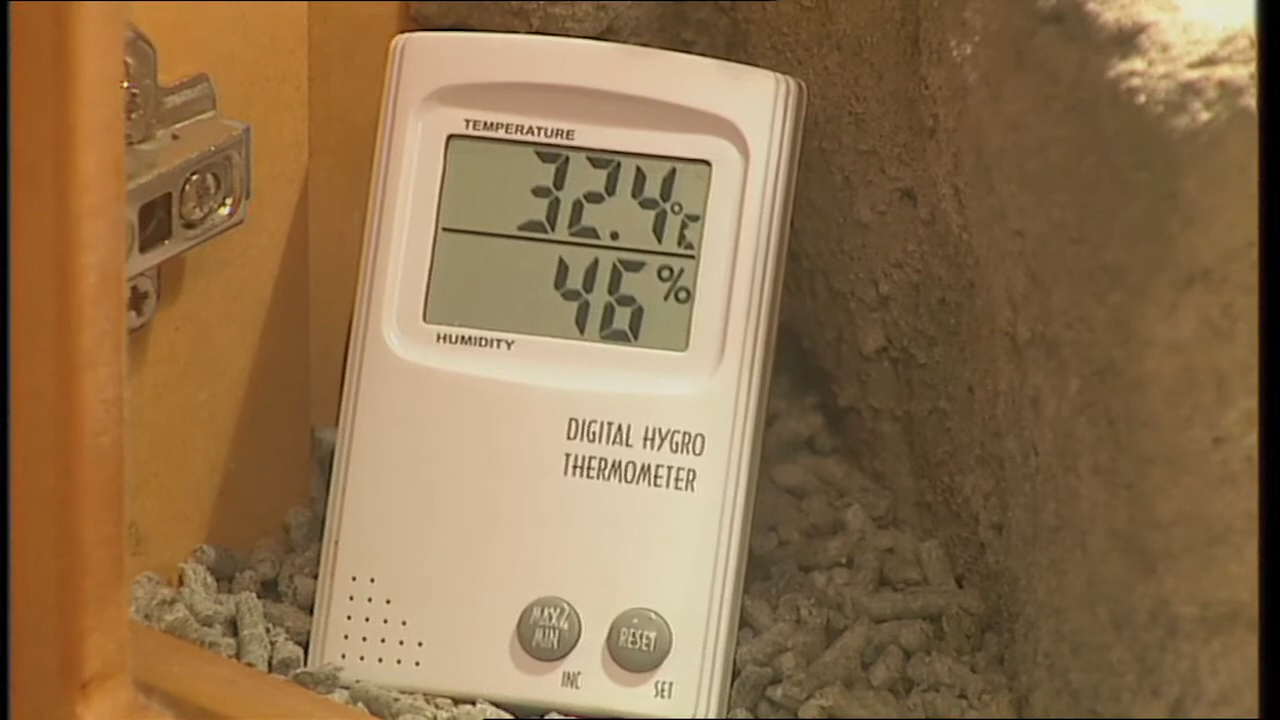 TEMPERATURE
32.4°C
46%
HUMIDITY
DIGITAL HYGRO
THERMOMETER
MAX/
MIN
RESET
INC
SET